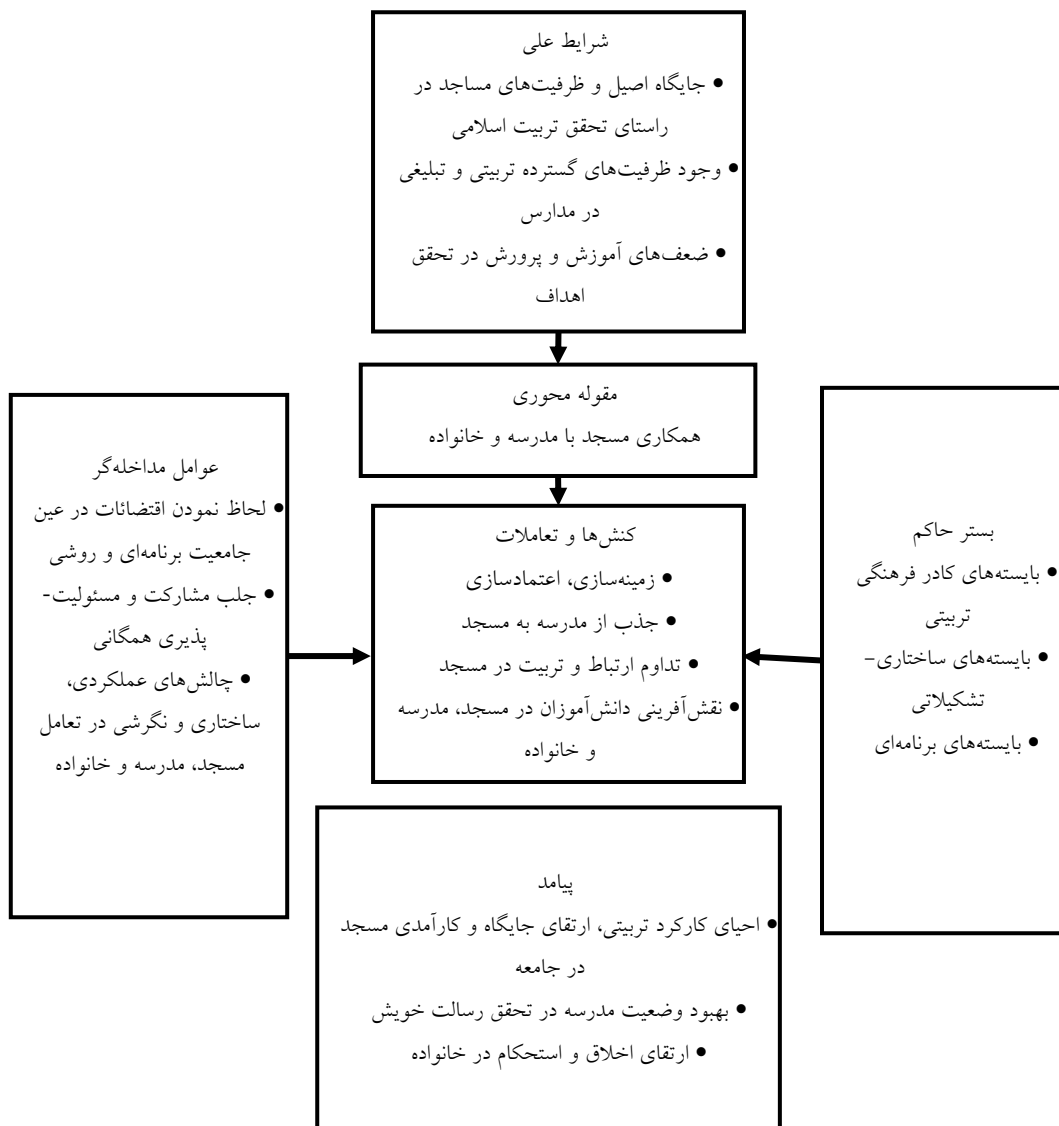 شرایط علی
• جایگاه اصیل و ظرفیت‌های مساجد در
راستای تحقق تربیت اسلامی
• وجود ظرفیت‌های گسترده تربیتی و تبلیغی
در مدارس
• ضعف‌های آموزش و پرورش در تحقق
اهداف
مقوله محوری
همکاری مسجد با مدرسه و خانواده
بستر حاکم
• بایسته‌های کادر فرهنگی
تربیتی
• بایسته‌های ساختاری–
تشکیلاتی
• بایسته‌های برنامه‌ای
کنش‌ها و تعاملات
• زمینه‌سازی، اعتمادسازی
• جذب از مدرسه به مسجد
• تداوم ارتباط و تربیت در مسجد
• نقش‌آفرینی دانش‌آموزان در مسجد، مدرسه
و خانواده
عوامل مداخله‌گر
• لحاظ نمودن اقتضائات در عین
جامعیت برنامه‌ای و روشی
• جلب مشارکت و مسئولیت-
پذیری همگانی
• چالش‌های عملکردی،
ساختاری و نگرشی در تعامل
مسجد، مدرسه و خانواده
پیامد
• احیای کارکرد تربیتی، ارتقای جایگاه و کارآمدی مسجد
در جامعه
• بهبود وضعیت مدرسه در تحقق رسالت خویش
• ارتقای اخلاق و استحکام در خانواده